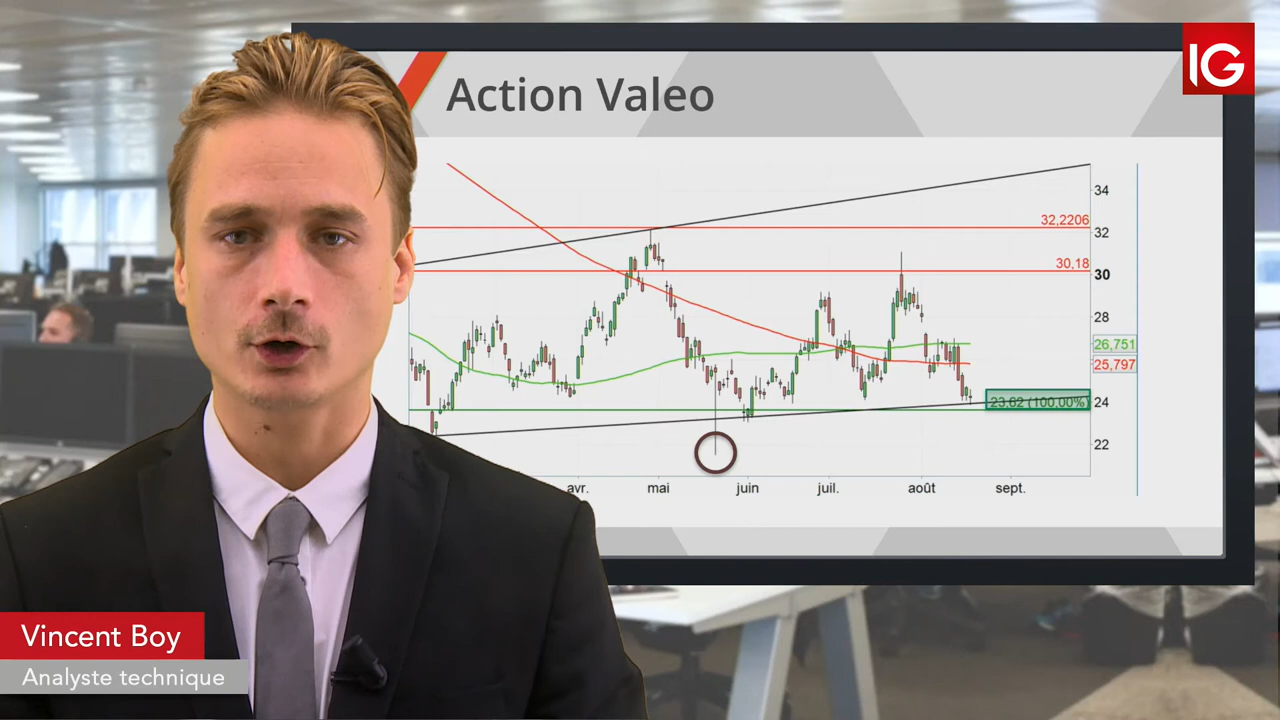 IG
Action Valeo
34
32,2206
32
30,18
30
28
26,751
25,797
24
23,62 (100,00%)
22
avr.
mai
juin
juil.
août
sept.
Vincent Boy
Analyste technique